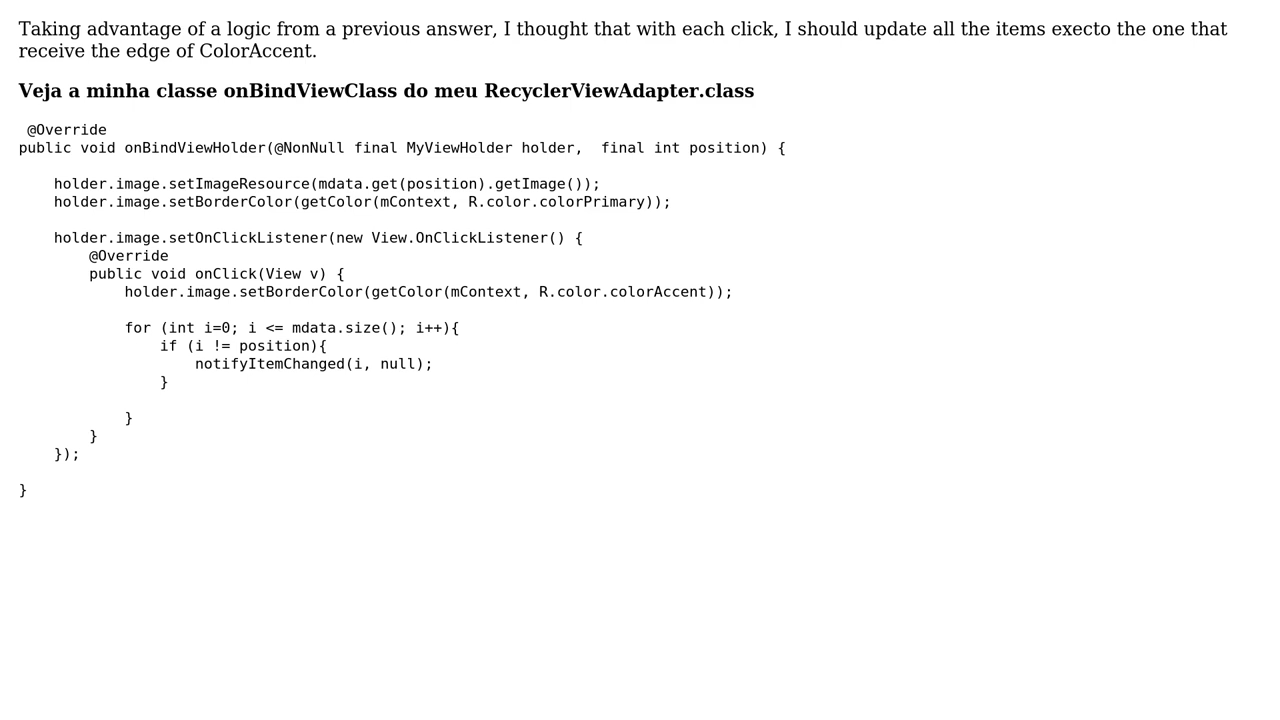 Taking advantage of a logic from a previous answer, I thought that with each click, I should update all the items execto the one that
receive the edge of ColorAccent.
Veja a minha classe onBindViewClass do meu RecyclerViewAdapter.class
@Override
public void onBindViewHolder(@NonNull final MyViewHolder holder,  final int position) {
    holder.image.setImageResource(mdata.get(position).getImage());
    holder.image.setBorderColor(getColor(mContext, R.color.colorPrimary));
    holder.image.setOnClickListener(new View.OnClickListener() {
        @Override
        public void onClick(View v) {
            holder.image.setBorderColor(getColor(mContext, R.color.colorAccent));
            for (int i=0; i <= mdata.size(); i++){
                if (i != position){
                    notifyItemChanged(i, null);
                }
            }
        }
    });
}